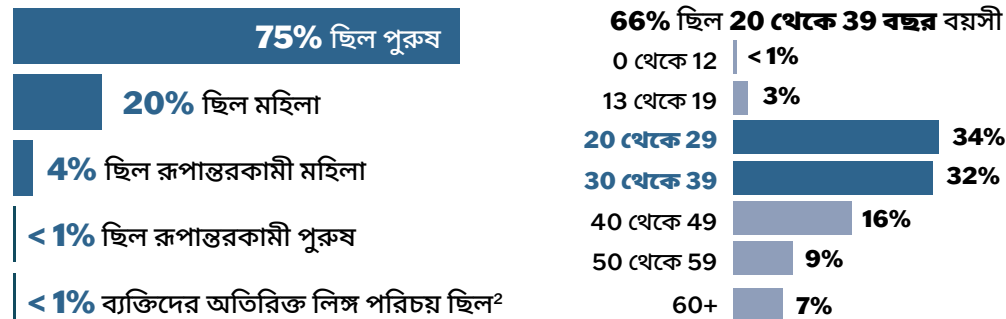 75% ছিল পুরুষ
20% ছিল মহিলা
4% ছিল রূপান্তরকামী মহিলা
< 1% ছিল রূপান্তরকামী পুরুষ
< 1% ব্যক্তিদের অতিরিক্ত লিঙ্গ পরিচয় ছিল²
66% ছিল 20 থেকে 39 বছর বয়সী
0 থেকে 12 < 1%
13 থেকে 19 3%
20 থেকে 29 34%
30 থেকে 39 32%
40 থেকে 49 16%
50 থেকে 59 9%
60+ 7%